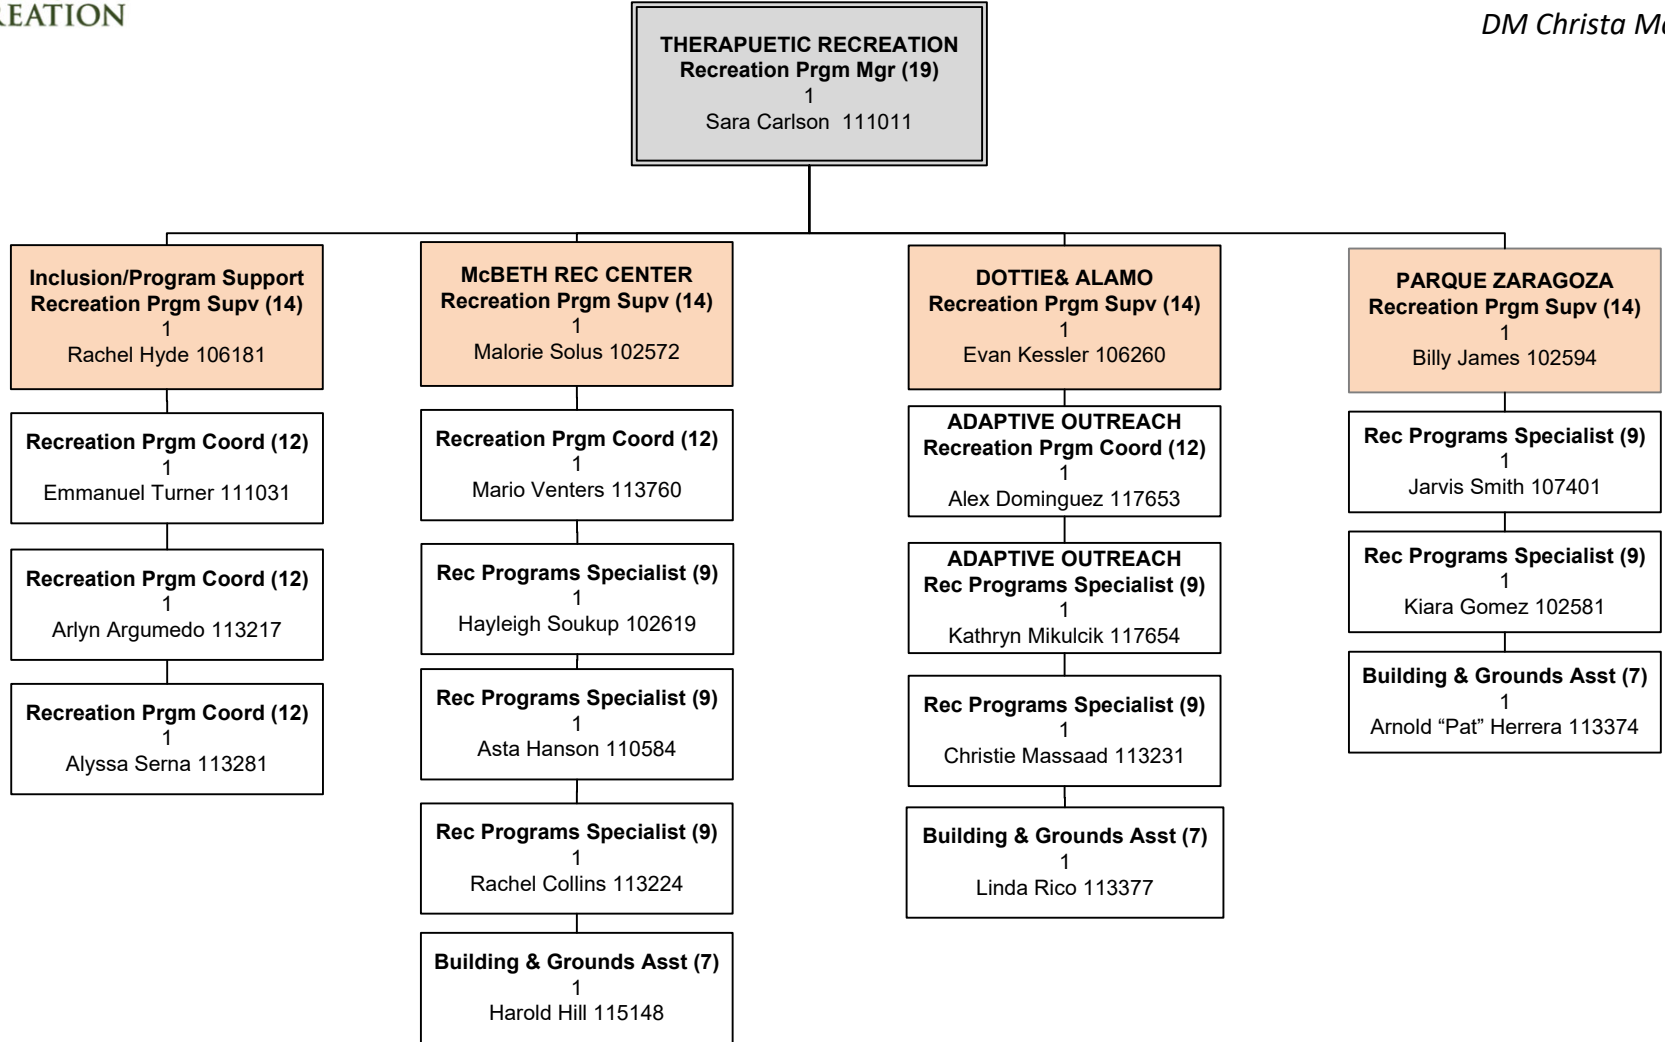 THERAPUETIC RECREATION
Recreation Prgm Mgr (19)
1
Sara Carlson 111011
Inclusion/Program Support
Recreation Prgm Supv (14)
1
Rachel Hyde 106181
Recreation Prgm Coord (12)
1
Emmanuel Turner 111031
Recreation Prgm Coord (12)
1
Arlyn Argumedo 113217
Recreation Prgm Coord (12)
1
Alyssa Serna 113281
McBETH REC CENTER
Recreation Prgm Supv (14)
1
Malorie Solus 102572
Recreation Prgm Coord (12)
1
Mario Venters 113760
Rec Programs Specialist (9)
1
Hayleigh Soukup 102619
Rec Programs Specialist (9)
1
Asta Hanson 110584
Rec Programs Specialist (9)
1
Rachel Collins 113224
Building & Grounds Asst (7)
1
Harold Hill 115148
DOTTIE& ALAMO
Recreation Prgm Supv (14)
1
Evan Kessler 106260
ADAPTIVE OUTREACH
Recreation Prgm Coord (12)
1
Alex Dominguez 117653
ADAPTIVE OUTREACH
Rec Programs Specialist (9)
1
Kathryn Mikulcik 117654
Rec Programs Specialist (9)
1
Christie Massaad 113231
Building & Grounds Asst (7)
1
Linda Rico 113377
PARQUE ZARAGOZA
Recreation Prgm Supv (14)
1
Billy James 102594
Rec Programs Specialist (9)
1
Jarvis Smith 107401
Rec Programs Specialist (9)
1
Kiara Gomez 102581
Building & Grounds Asst (7)
1
Arnold “Pat” Herrera 113374
DM Christa